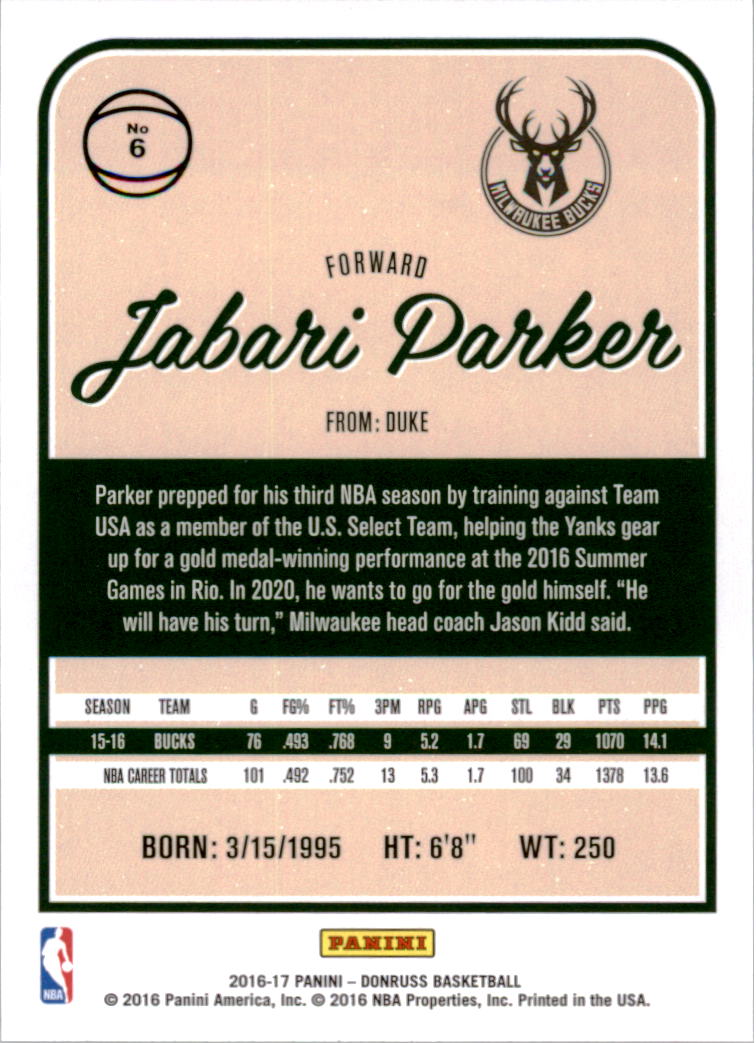 No
6
MILWAUKEE BUCKS
FORWARD
Jabari Parker
FROM: DUKE
Parker prepped for his third NBA season by training against Team
USA as a member of the U.S. Select Team, helping the Yanks gear
up for a gold medal-winning performance at the 2016 Summer
Games in Rio. In 2020, he wants to go for the gold himself. “He
will have his turn,” Milwaukee head coach Jason Kidd said.
SEASON TEAM G FG% FT% 3PM RPG APG STL BLK PTS PPG
15-16 BUCKS 76 .493 .768 9 5.2 1.7 69 29 1070 14.1
NBA CAREER TOTALS 101 .492 .752 13 5.3 1.7 100 34 1378 13.6
BORN: 3/15/1995 HT: 6'8" WT: 250
PANINI
NBA
2016-17 PANINI – DONRUSS BASKETBALL
© 2016 Panini America, Inc. © 2016 NBA Properties, Inc. Printed in the USA.